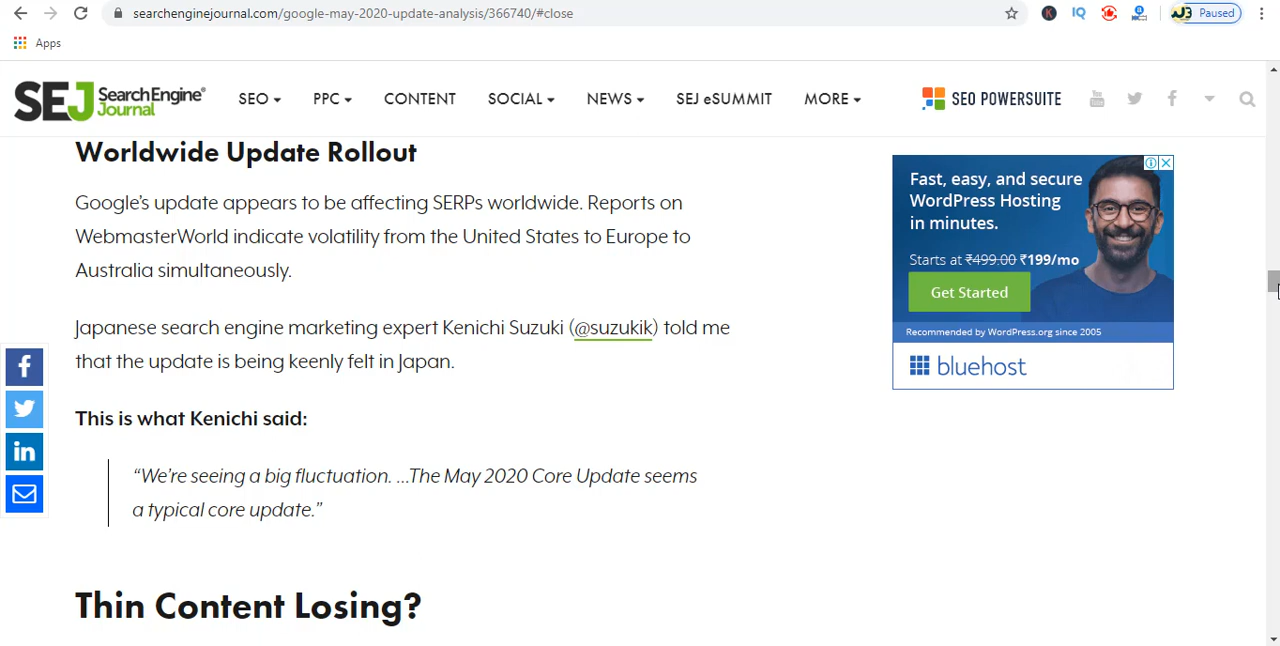 searchenginejournal.com/google-may-2020-update-analysis/366740/#close
K
IQ
Paused
Apps
SEJ SearchEngine® Journal
SEO
PPC
CONTENT
SOCIAL
NEWS
SEJ eSUMMIT
MORE
SEO POWERSUITE
Worldwide Update Rollout
Google's update appears to be affecting SERPs worldwide. Reports on
WebmasterWorld indicate volatility from the United States to Europe to
Australia simultaneously.
Japanese search engine marketing expert Kenichi Suzuki (@suzukik) told me
that the update is being keenly felt in Japan.
This is what Kenichi said:
“We're seeing a big fluctuation. …The May 2020 Core Update seems
a typical core update.”
Thin Content Losing?
Fast, easy, and secure
WordPress Hosting
in minutes.
Starts at ₹499.00 ₹199/mo
Get Started
Recommended by WordPress.org since 2005
bluehost